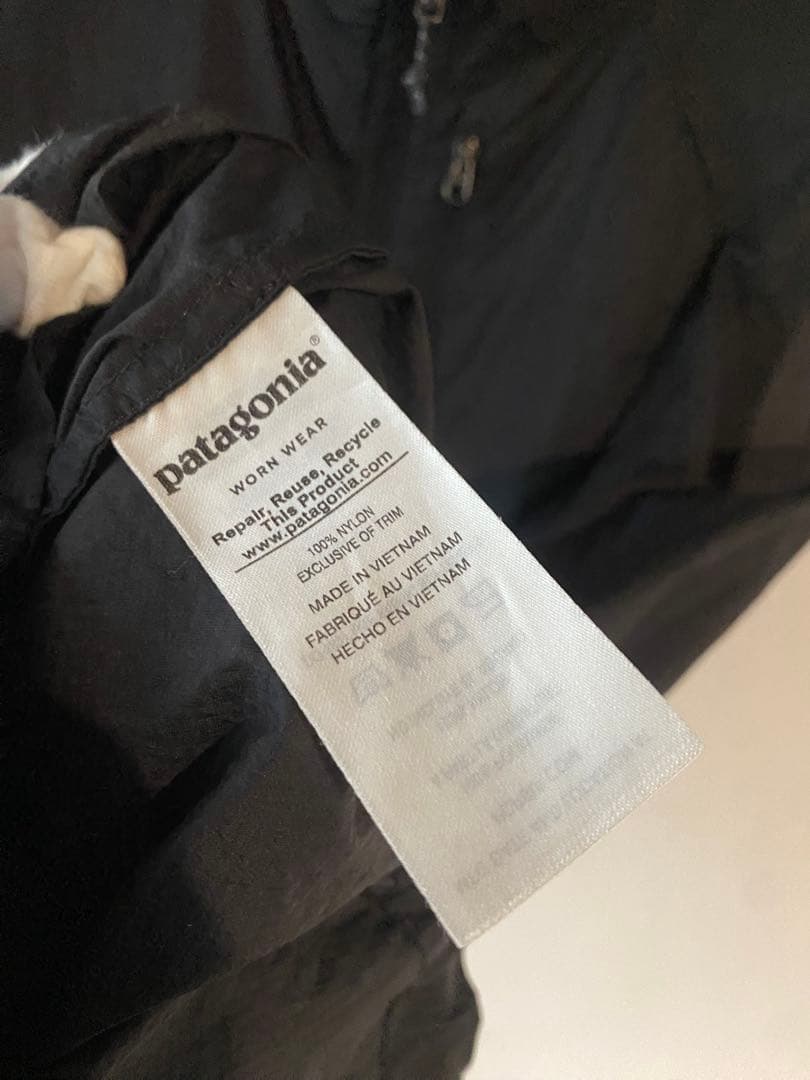 patagonia®
WORN WEAR
Repair, Reuse, Recycle
This Product
www.patagonia.com
100% NYLON
EXCLUSIVE OF TRIM
MADE IN VIETNAM
FABRIQUÉ AU VIETNAM
HECHO EN VIETNAM